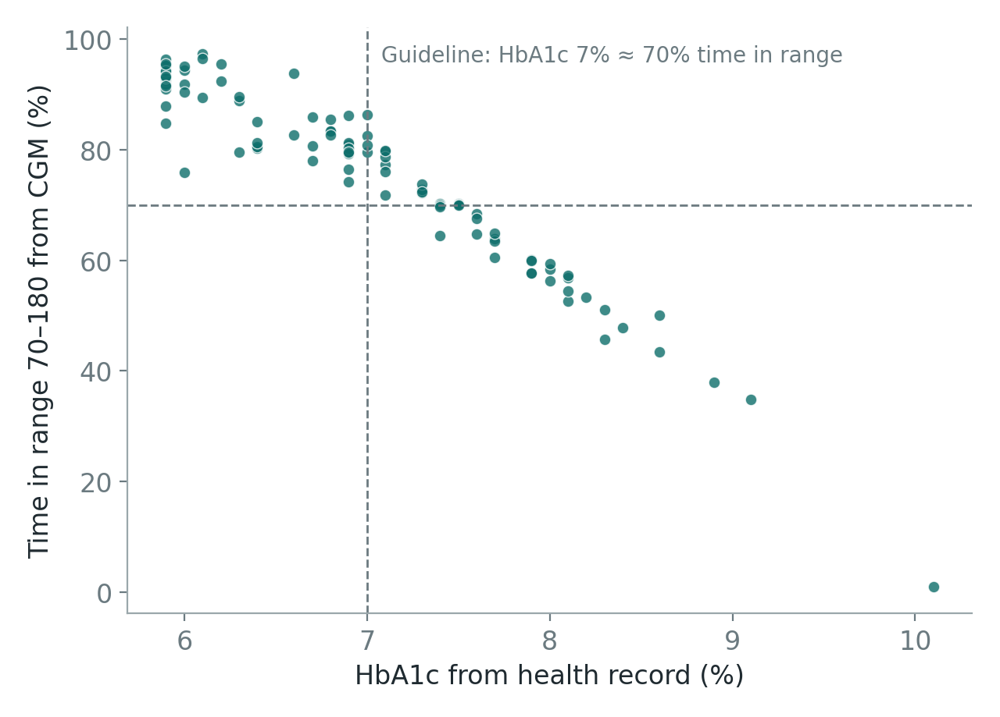 Guideline: HbA1c 7% ≈ 70% time in range
Time in range 70–180 from CGM (%)
100
80
60
40
20
0
6 7 8 9 10
HbA1c from health record (%)